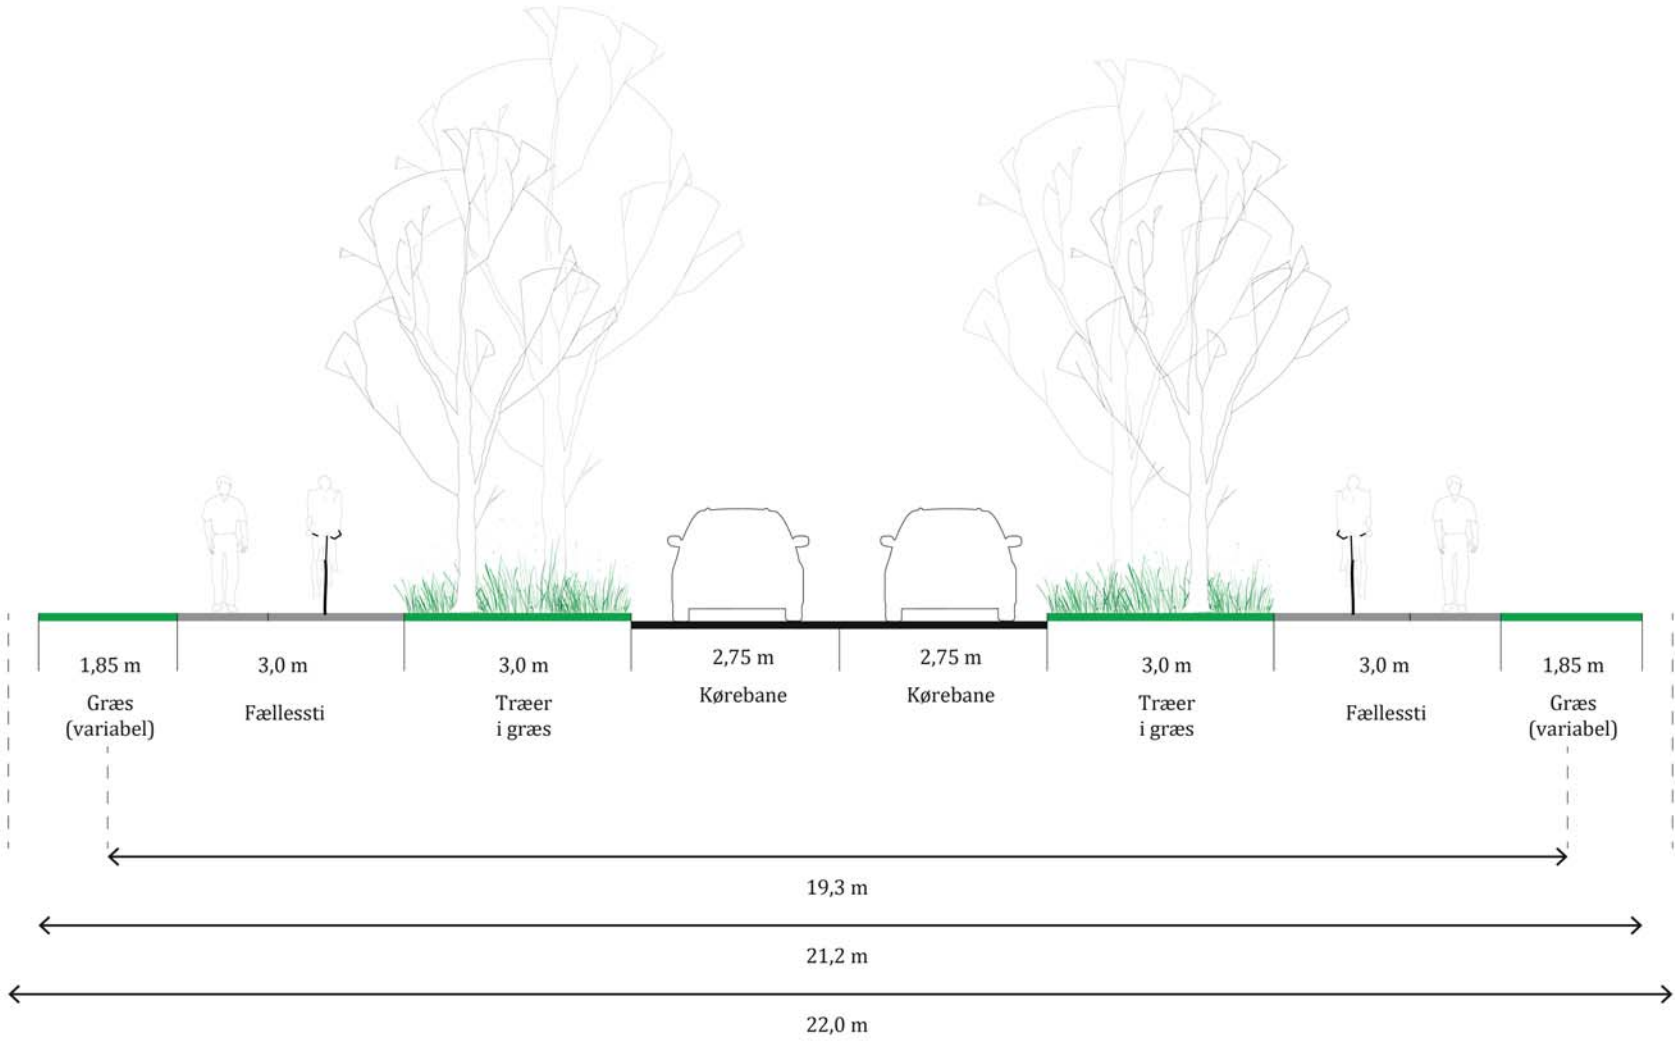 1,85 m
3,0 m
3,0 m
2,75 m
2,75 m
3,0 m
3,0 m
1,85 m
Græs
(variabel)
Fællessti
Træer
i græs
Kørebane
Kørebane
Træer
i græs
Fællessti
Græs
(variabel)
19,3 m
21,2 m
22,0 m